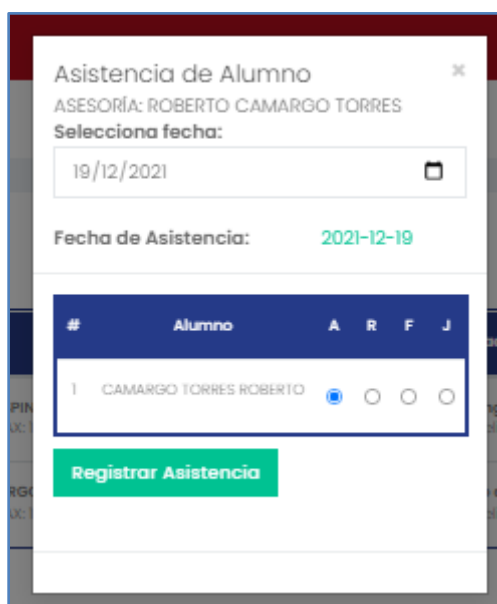 Asistencia de Alumno ×
ASESORÍA: ROBERTO CAMARGO TORRES
Selecciona fecha:
19/12/2021
Fecha de Asistencia: 2021-12-19
# Alumno A R F J
1 CAMARGO TORRES ROBERTO
Registrar Asistencia